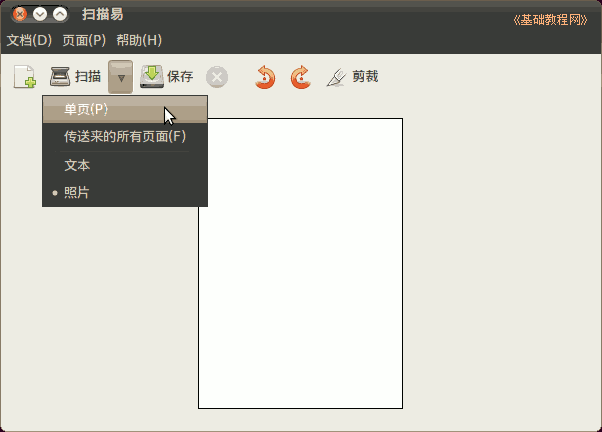 扫描易
《基础教程网》
文档(D) 页面(P) 帮助(H)
扫描 保存 剪裁
单页(P)
传送来的所有页面(F)
文本
照片